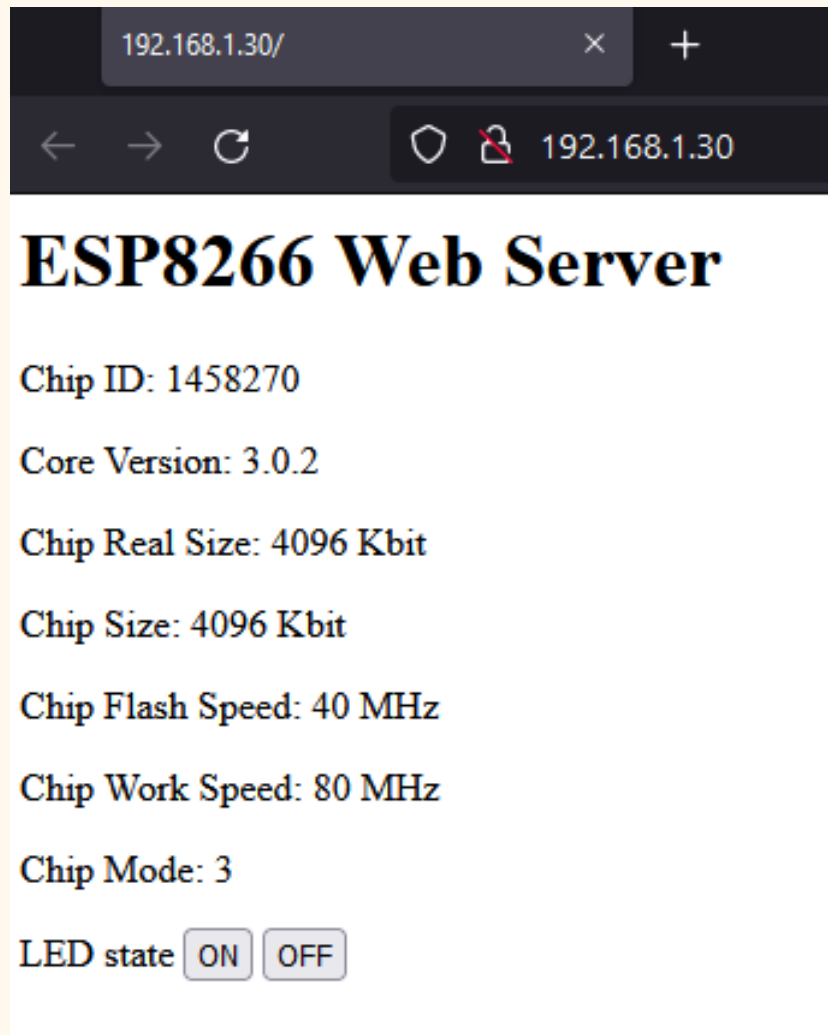 192.168.1.30/
192.168.1.30
ESP8266 Web Server
Chip ID: 1458270
Core Version: 3.0.2
Chip Real Size: 4096 Kbit
Chip Size: 4096 Kbit
Chip Flash Speed: 40 MHz
Chip Work Speed: 80 MHz
Chip Mode: 3
LED state ON OFF